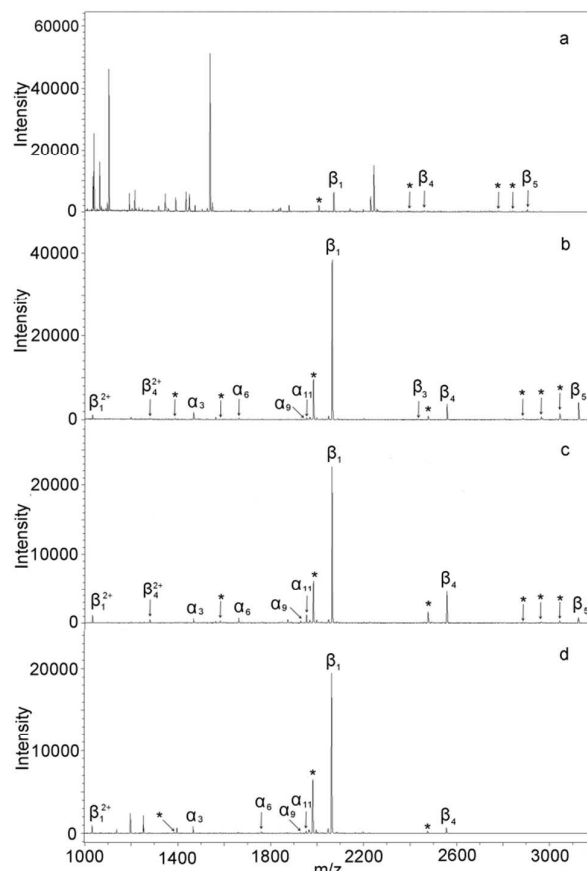 60000
a
40000
Intensity
20000
β₁
* * β₄ * * β₅
0
b
40000
β₁
Intensity
20000
β₁²⁺ β₄²⁺ * α₃ * α₆ α₉ α₁₁ * β₃ * β₄ * * * β₅
0
c
β₁
20000
Intensity
10000
β₁²⁺ β₄²⁺ α₃ * α₆ α₉ α₁₁ * * β₄ * * * β₅
0
d
β₁
20000
Intensity
10000
β₁²⁺ * α₃ α₆ α₉ α₁₁ * * β₄
0
1000 1400 1800 2200 2600 3000
m/z